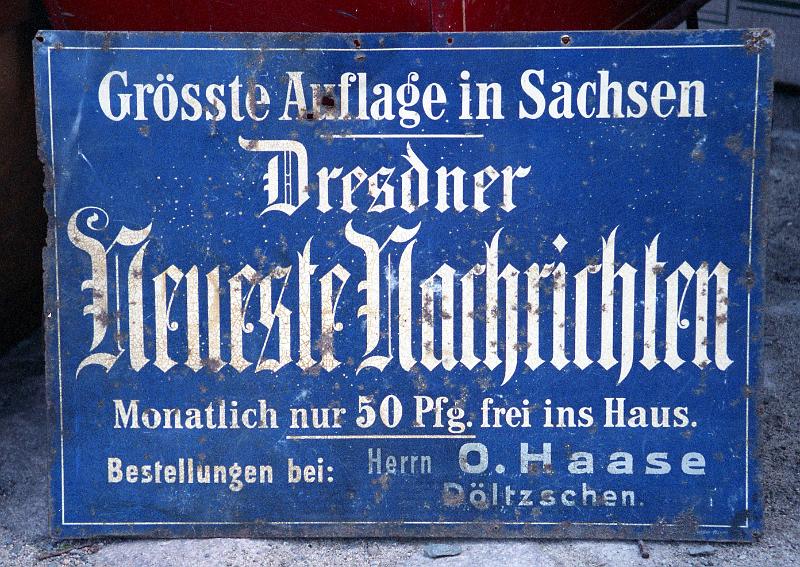 Grösste Auflage in Sachsen
Dresdner
Neueste Nachrichten
Monatlich nur 50 Pfg. frei ins Haus.
Bestellungen bei: Herrn O. Haase
Döltzschen.